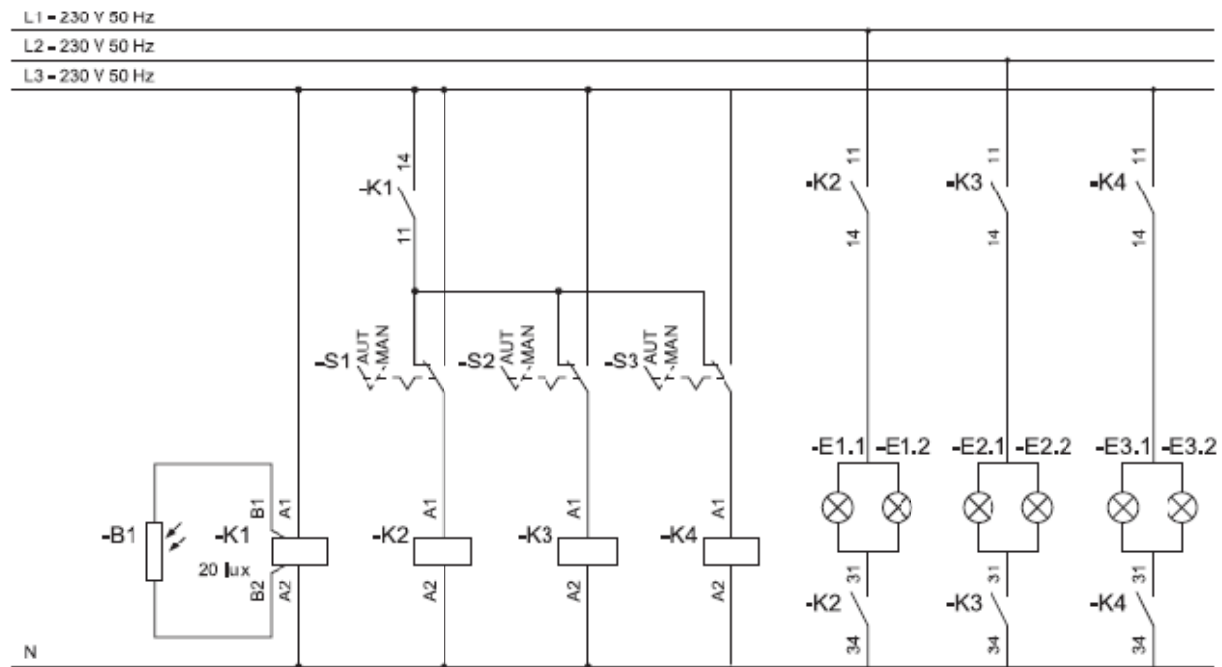 L1 - 230 V 50 Hz
L2 - 230 V 50 Hz
L3 - 230 V 50 Hz
14
-K1
11
11
-K2
14
11
-K3
14
11
-K4
14
-S1
AUT
MAN
-S2
AUT
MAN
-S3
AUT
MAN
-E1.1
-E1.2
-E2.1
-E2.2
-E3.1
-E3.2
-B1
B1
A1
-K1
20 lux
B2
A2
A1
-K2
A2
A1
-K3
A2
A1
-K4
A2
31
-K2
34
31
-K3
34
31
-K4
34
N